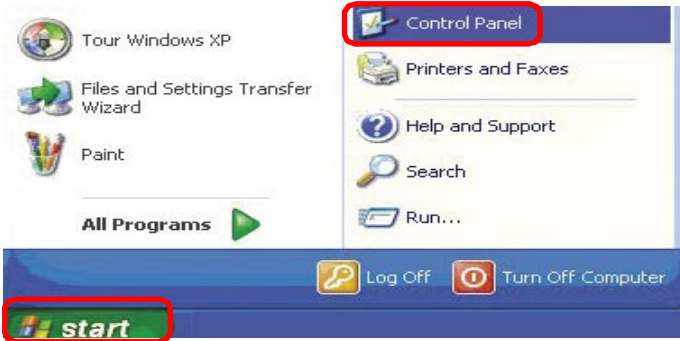 Tour Windows XP
Files and Settings Transfer
Wizard
Paint
All Programs
Control Panel
Printers and Faxes
Help and Support
Search
Run...
Log Off
Turn Off Computer
start